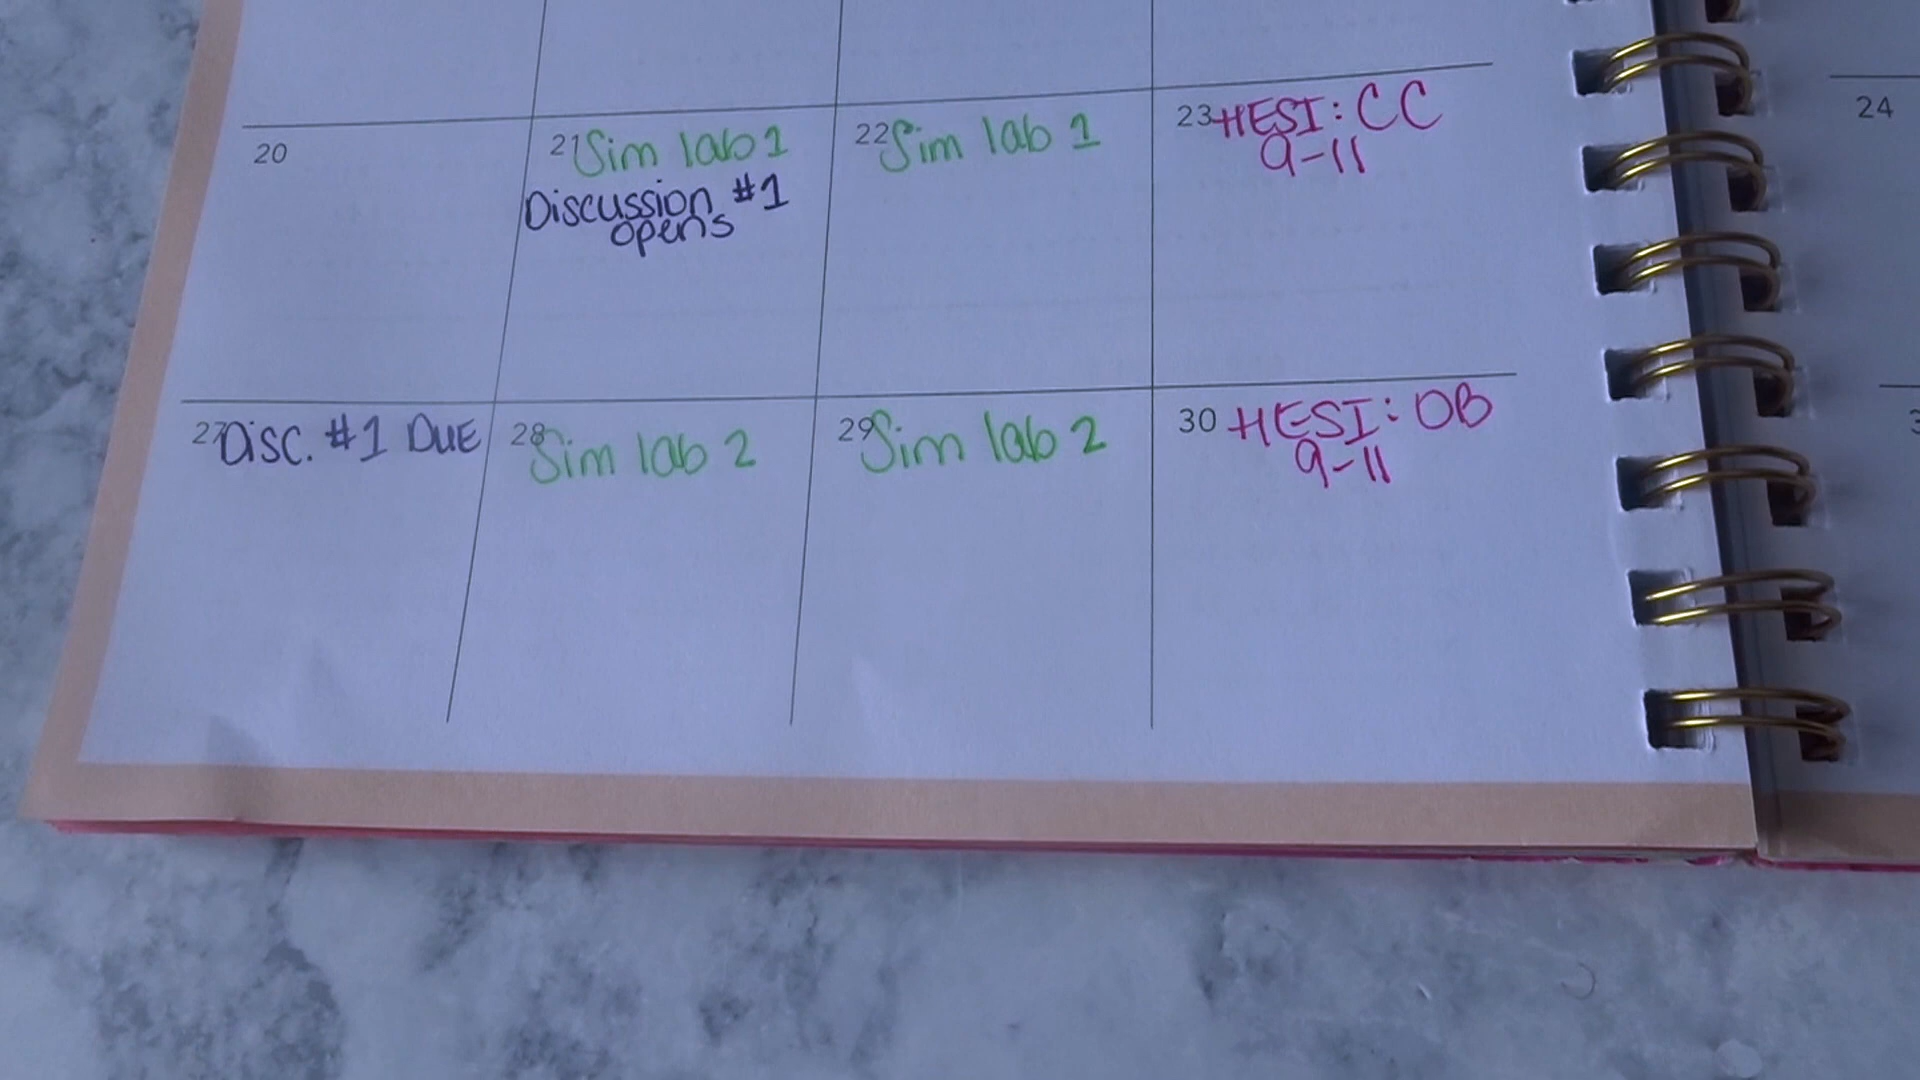 20
21 Sim lab 1
Discussion #1
opens
22 Sim lab 1
23 HESI: CC
9-11
24
27 Disc. #1 Due
28 Sim lab 2
29 Sim lab 2
30 HESI: OB
9-11